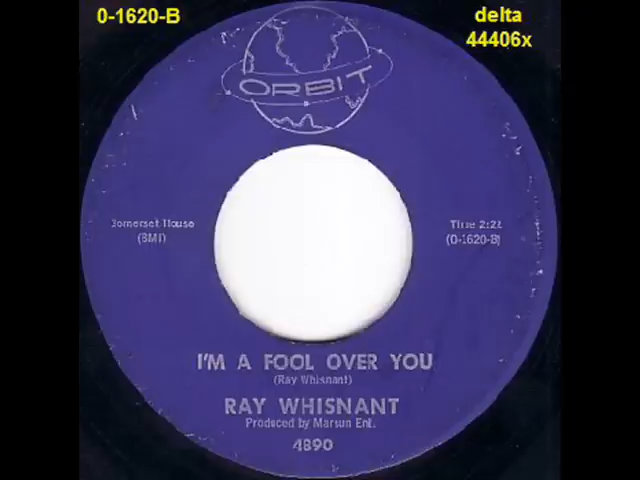 0-1620-B
delta
44406x
ORBIT
Somerset House
(BMI)
Time 2:22
(0-1620-B)
I'M A FOOL OVER YOU
(Ray Whisnant)
RAY WHISNANT
Produced by Marsun Ent.
4890